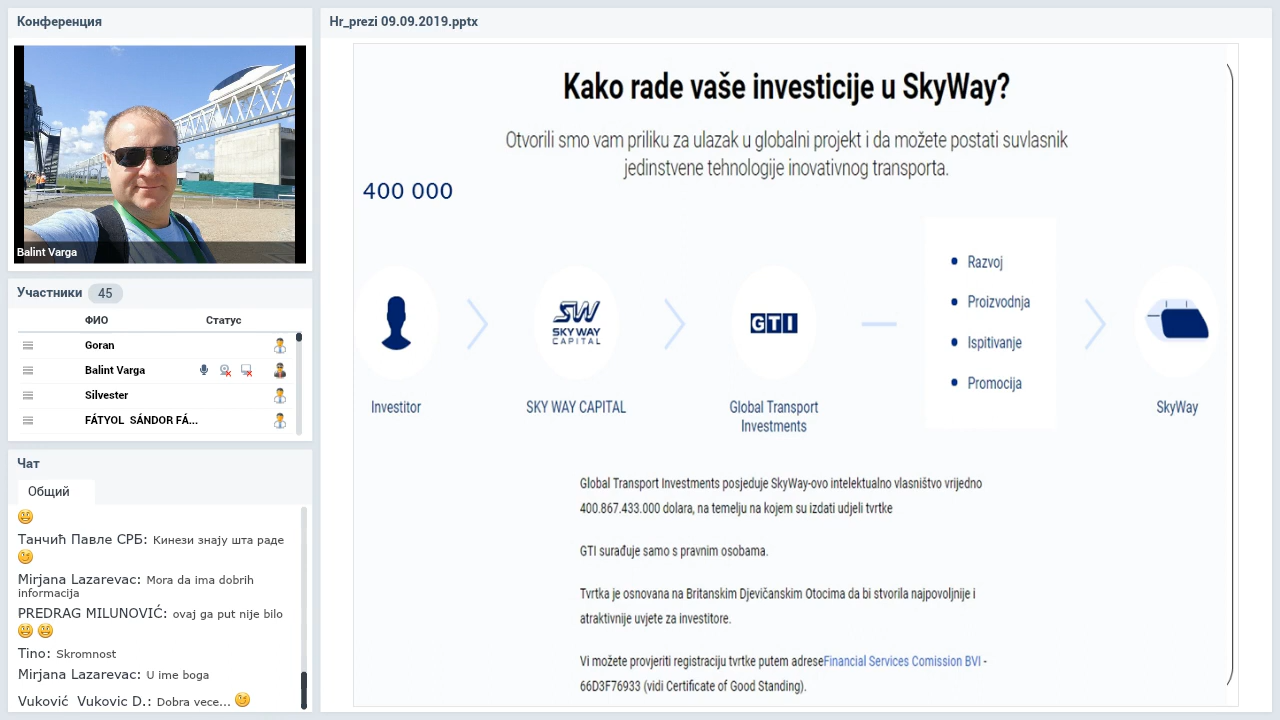 Конференция
Balint Varga
Участники 45
ФИО Статус
Goran
Balint Varga
Silvester
FÁTYOL SÁNDOR FÁ...
Чат
Общий
Танчић Павле СРБ: Кинези знају шта раде
Mirjana Lazarevac: Mora da ima dobrih
informacija
PREDRAG MILUNOVIĆ: ovaj ga put nije bilo
Tino: Skromnost
Mirjana Lazarevac: U ime boga
Vuković Vukovic D.: Dobra vece...
Hr_prezi 09.09.2019.pptx
Kako rade vaše investicije u SkyWay?
Otvorili smo vam priliku za ulazak u globalni projekt i da možete postati suvlasnik
jedinstvene tehnologije inovativnog transporta.
400 000
SW
SKY WAY
CAPITAL
GTI
Razvoj
Proizvodnja
Ispitivanje
Promocija
Investitor
SKY WAY CAPITAL
Global Transport
Investments
SkyWay
Global Transport Investments posjeduje SkyWay-ovo intelektualno vlasništvo vrijedno
400.867.433.000 dolara, na temelju na kojem su izdati udjeli tvrtke
GTI surađuje samo s pravnim osobama.
Tvrtka je osnovana na Britanskim Djevičanskim Otocima da bi stvorila najpovoljnije i
atraktivnije uvjete za investitore.
Vi možete provjeriti registraciju tvrtke putem adreseFinancial Services Comission BVI -
66D3F76933 (vidi Certificate of Good Standing).